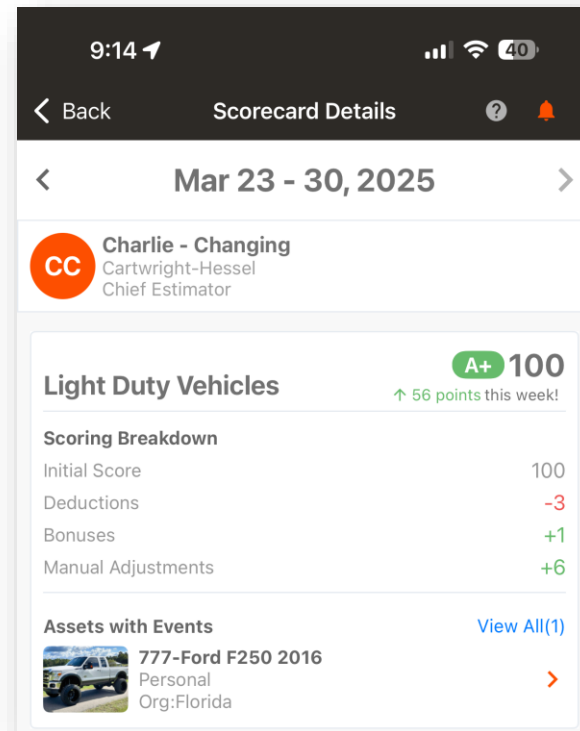 9:14
40
Back
Scorecard Details
?
Mar 23 - 30, 2025
CC
Charlie - Changing
Cartwright-Hessel
Chief Estimator
Light Duty Vehicles
A+ 100
↑ 56 points this week!
Scoring Breakdown
Initial Score 100
Deductions -3
Bonuses +1
Manual Adjustments +6
Assets with Events
View All(1)
777-Ford F250 2016
Personal
Org:Florida